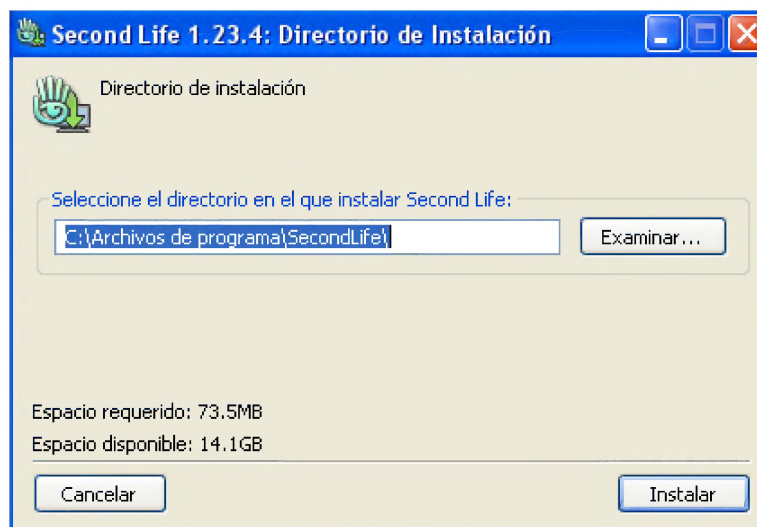 Second Life 1.23.4: Directorio de Instalación
Directorio de instalación
Seleccione el directorio en el que instalar Second Life:
C:\Archivos de programa\SecondLife\
Examinar...
Espacio requerido: 73.5MB
Espacio disponible: 14.1GB
Cancelar
Instalar